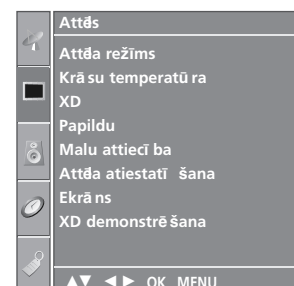 Attēls
Attēla režīms
Krāsu temperatūra
XD
Papildu
Malu attiecība
Attēla atiestatīšana
Ekrāns
XD demonstrēšana
▲▼ ◄► OK MENU